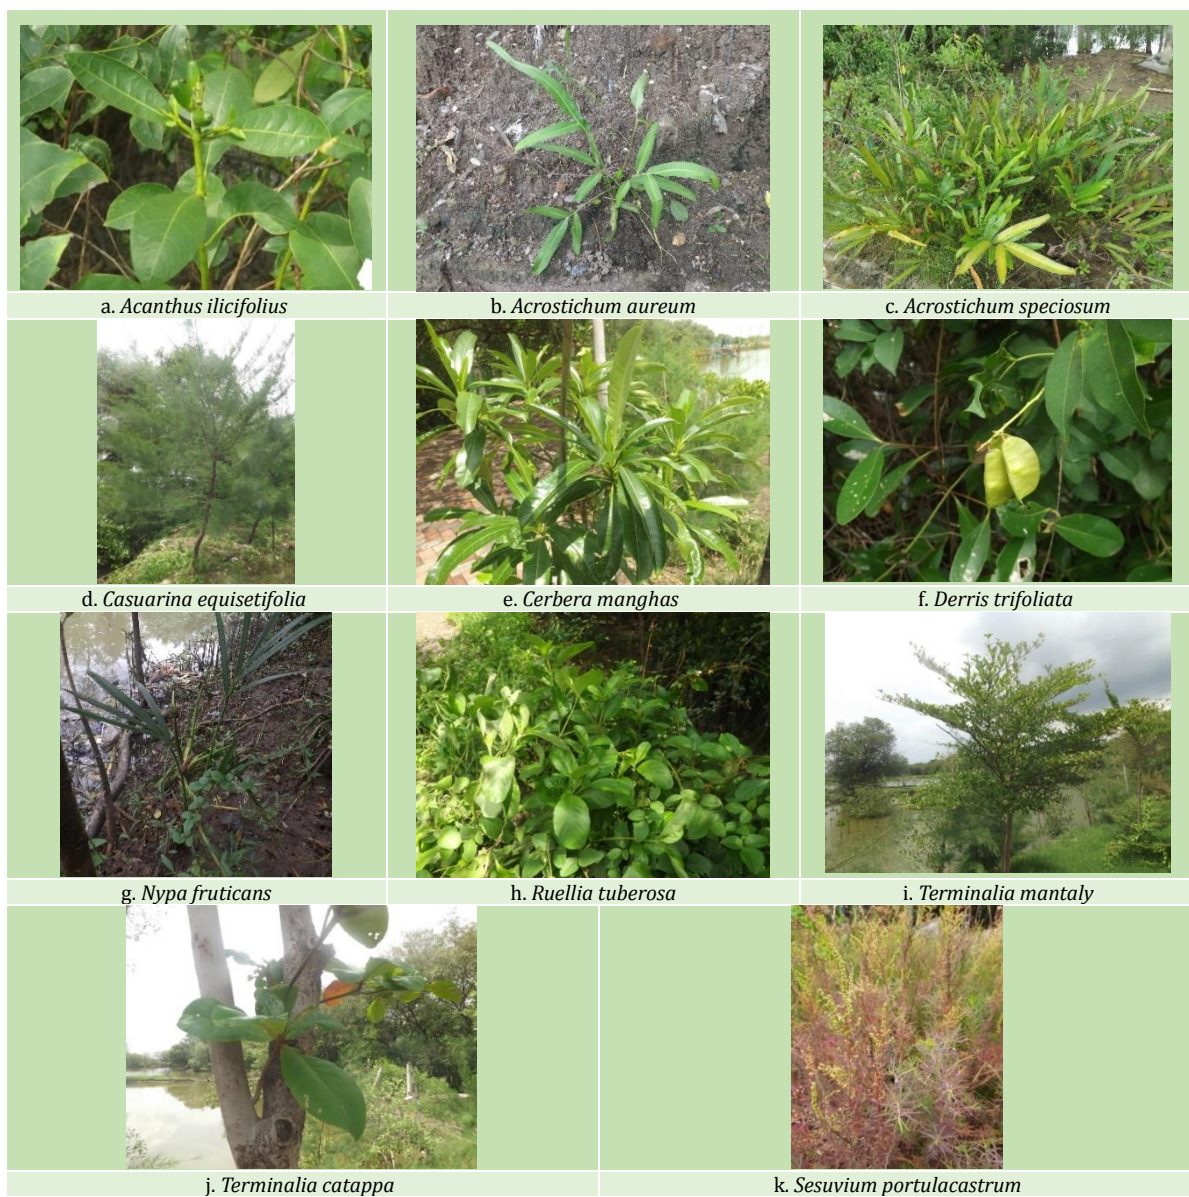 a. Acanthus ilicifolius
b. Acrostichum aureum
c. Acrostichum speciosum
d. Casuarina equisetifolia
e. Cerbera manghas
f. Derris trifoliata
g. Nypa fruticans
h. Ruellia tuberosa
i. Terminalia mantaly
j. Terminalia catappa
k. Sesuvium portulacastrum